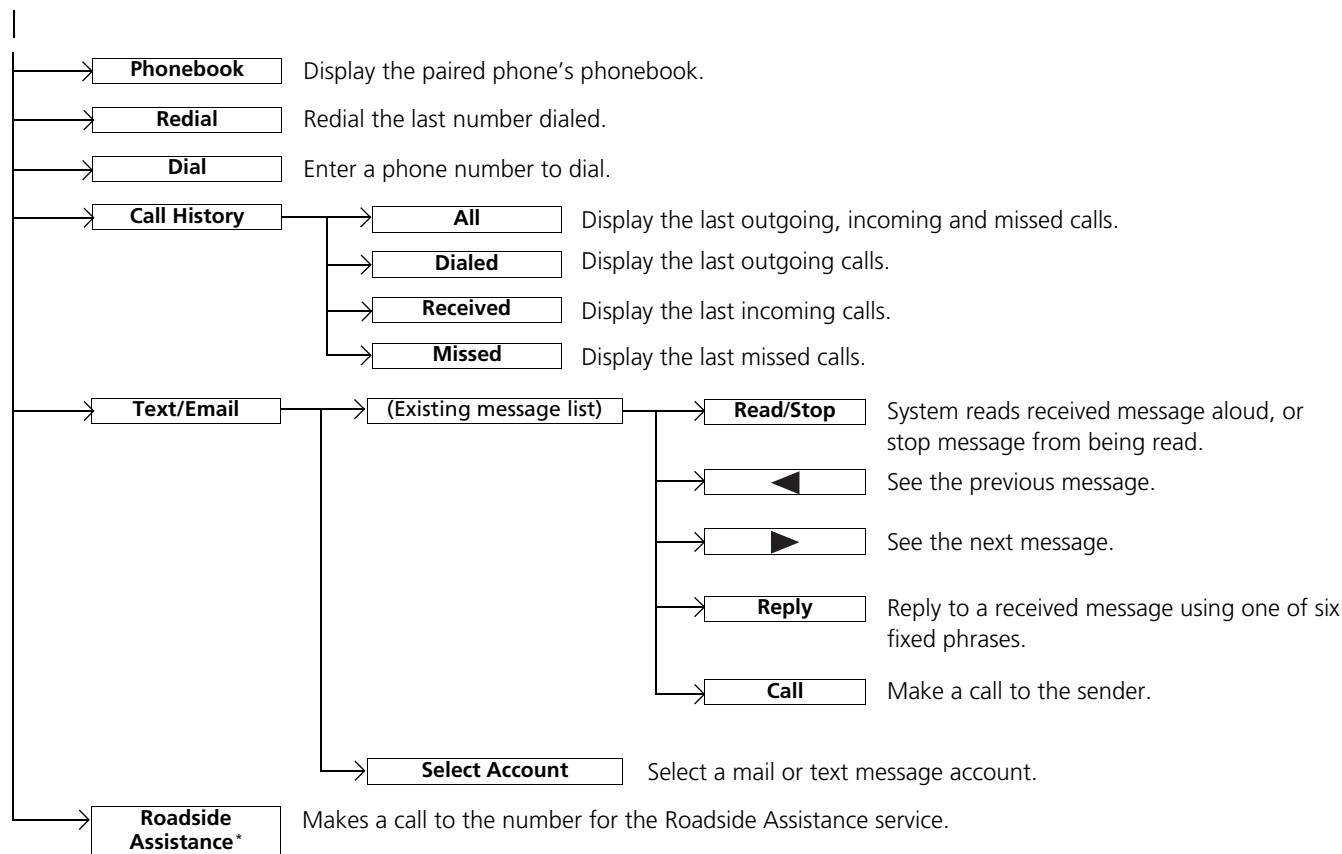 Phonebook Display the paired phone's phonebook.
Redial Redial the last number dialed.
Dial Enter a phone number to dial.
Call History All Display the last outgoing, incoming and missed calls.
Dialed Display the last outgoing calls.
Received Display the last incoming calls.
Missed Display the last missed calls.
Text/Email (Existing message list) Read/Stop System reads received message aloud, or
stop message from being read.
◀ See the previous message.
▶ See the next message.
Reply Reply to a received message using one of six
fixed phrases.
Call Make a call to the sender.
Select Account Select a mail or text message account.
Roadside Makes a call to the number for the Roadside Assistance service.
Assistance*